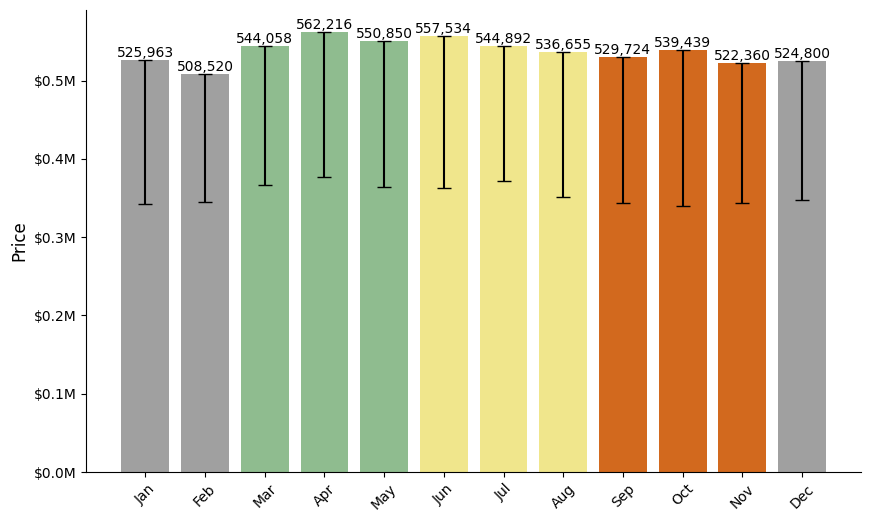 525,963
508,520
544,058
562,216
550,850
557,534
544,892
536,655
529,724
539,439
522,360
524,800
Price
$0.5M
$0.4M
$0.3M
$0.2M
$0.1M
$0.0M
Jan
Feb
Mar
Apr
May
Jun
Jul
Aug
Sep
Oct
Nov
Dec